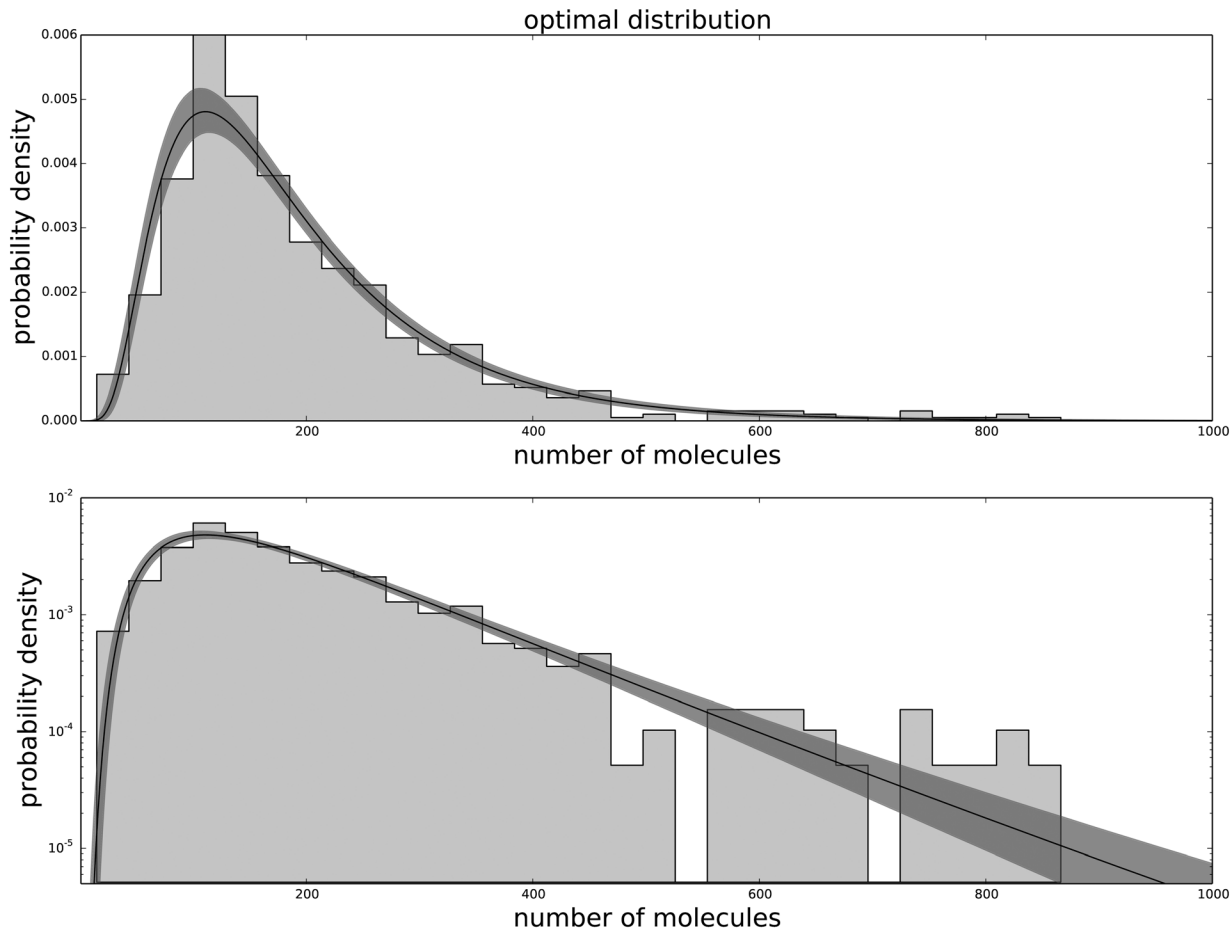 optimal distribution
probability density
0.006
0.005
0.004
0.003
0.002
0.001
0.000
200 400 600 800 1000
number of molecules
probability density
10^-2
10^-3
10^-4
10^-5
200 400 600 800 1000
number of molecules